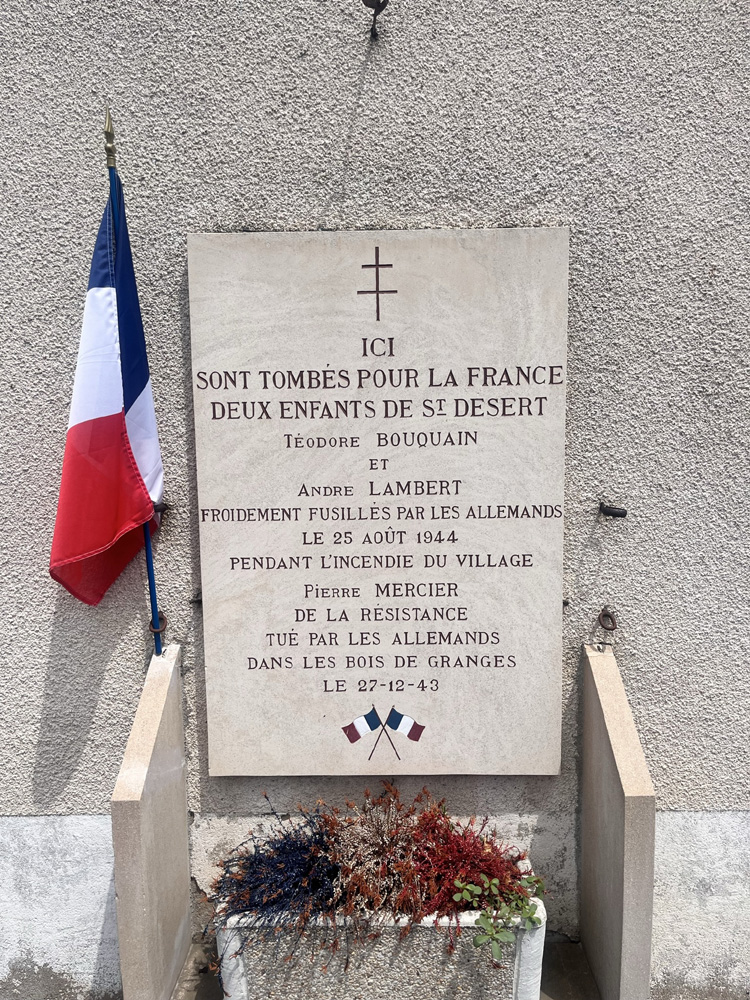 ICI
SONT TOMBÉS POUR LA FRANCE
DEUX ENFANTS DE ST DESERT
TÉODORE BOUQUAIN
ET
ANDRE LAMBERT
FROIDEMENT FUSILLÉS PAR LES ALLEMANDS
LE 25 AOÛT 1944
PENDANT L'INCENDIE DU VILLAGE
PIERRE MERCIER
DE LA RÉSISTANCE
TUÉ PAR LES ALLEMANDS
DANS LES BOIS DE GRANGES
LE 27-12-43